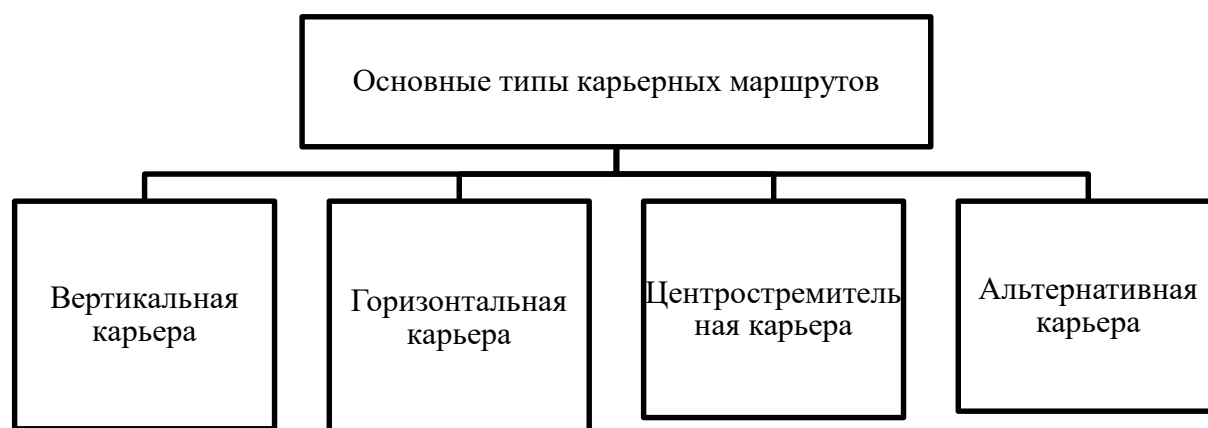 Основные типы карьерных маршрутов
Вертикальная
карьера
Горизонтальная
карьера
Центростремитель
ная карьера
Альтернативная
карьера